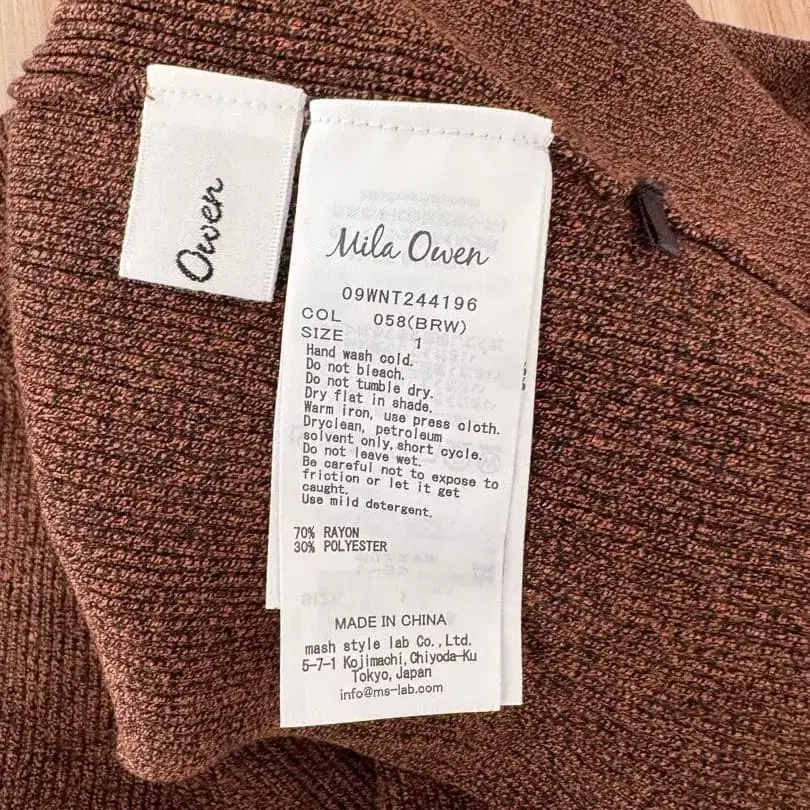 Owen
Mila Owen
09WNT244196
COL 058(BRW)
SIZE 1
Hand wash cold.
Do not bleach.
Do not tumble dry.
Dry flat in shade.
Warm iron, use press cloth.
Dryclean, petroleum
solvent only,short cycle.
Do not leave wet.
Be careful not to expose to
friction or let it get
caught.
Use mild detergent.
70% RAYON
30% POLYESTER
MADE IN CHINA
mash style lab Co.,Ltd.
5-7-1 Kojimachi,Chiyoda-Ku
Tokyo,Japan
info@ms-lab.com